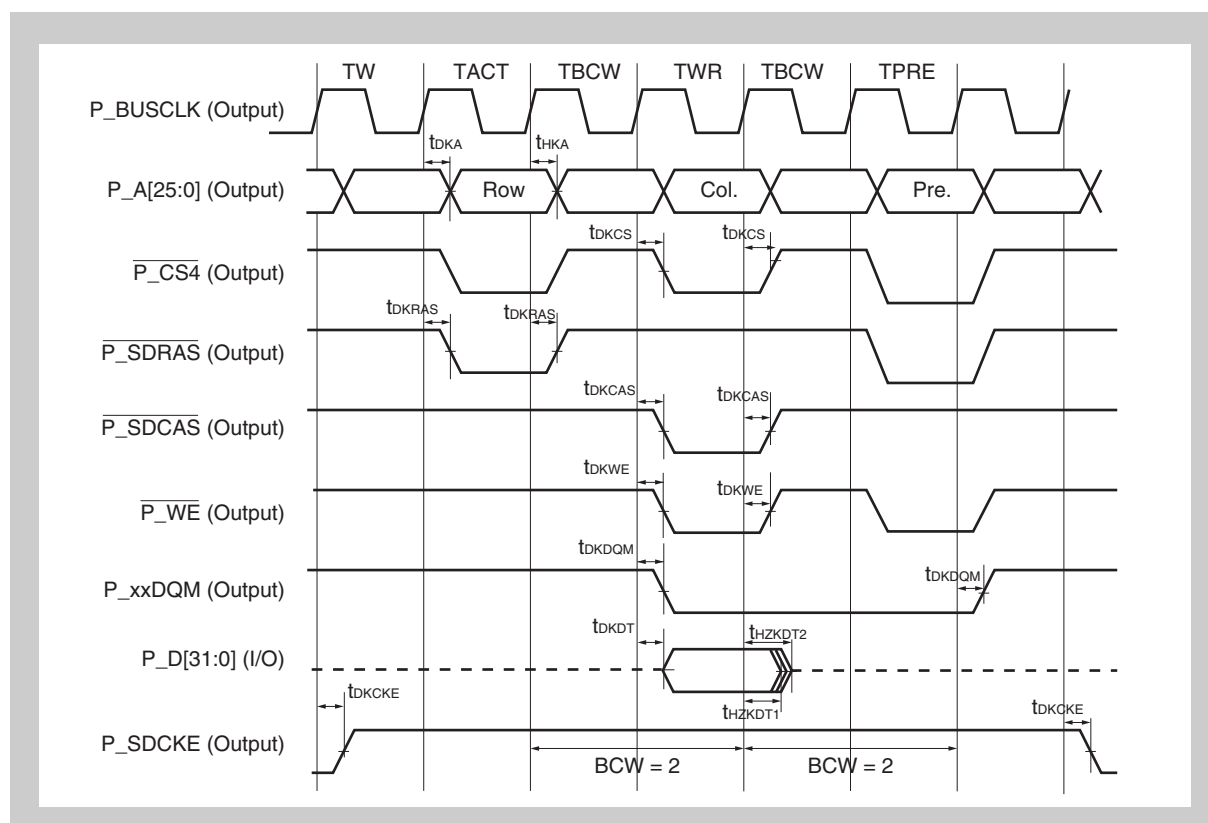 TW TACT TBCW TWR TBCW TPRE
P_BUSCLK (Output)
tDKA tHKA
P_A[25:0] (Output) Row Col. Pre.
tDKCS tDKCS
P_CS4 (Output)
tDKRAS tDKRAS
P_SDRAS (Output)
tDKCAS tDKCAS
P_SDCAS (Output)
tDKWE tDKWE
P_WE (Output)
tDKDQM
P_xxDQM (Output) tDKDQM
tDKDT tHZKDT2
P_D[31:0] (I/O)
tDKCKE tHZKDT1 tDKCKE
P_SDCKE (Output)
BCW = 2 BCW = 2